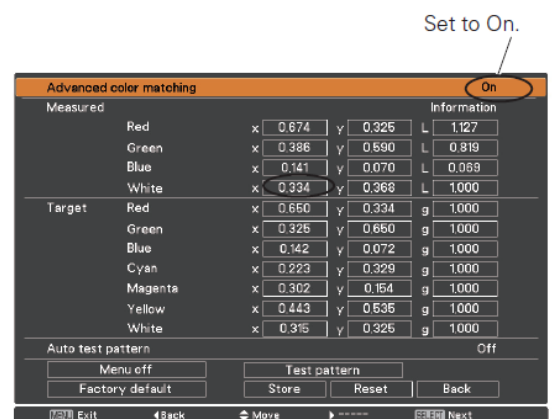 Set to On.
Advanced color matching On
Measured Information
Red x 0.674 y 0.325 L 1.127
Green x 0.386 y 0.590 L 0.819
Blue x 0.141 y 0.070 L 0.069
White x 0.334 y 0.368 L 1.000
Target Red x 0.650 y 0.334 g 1.000
Green x 0.325 y 0.650 g 1.000
Blue x 0.142 y 0.072 g 1.000
Cyan x 0.223 y 0.329 g 1.000
Magenta x 0.302 y 0.154 g 1.000
Yellow x 0.443 y 0.535 g 1.000
White x 0.315 y 0.325 g 1.000
Auto test pattern Off
Menu off Test pattern
Factory default Store Reset Back
MENU Exit Back Move ----- SELECT Next